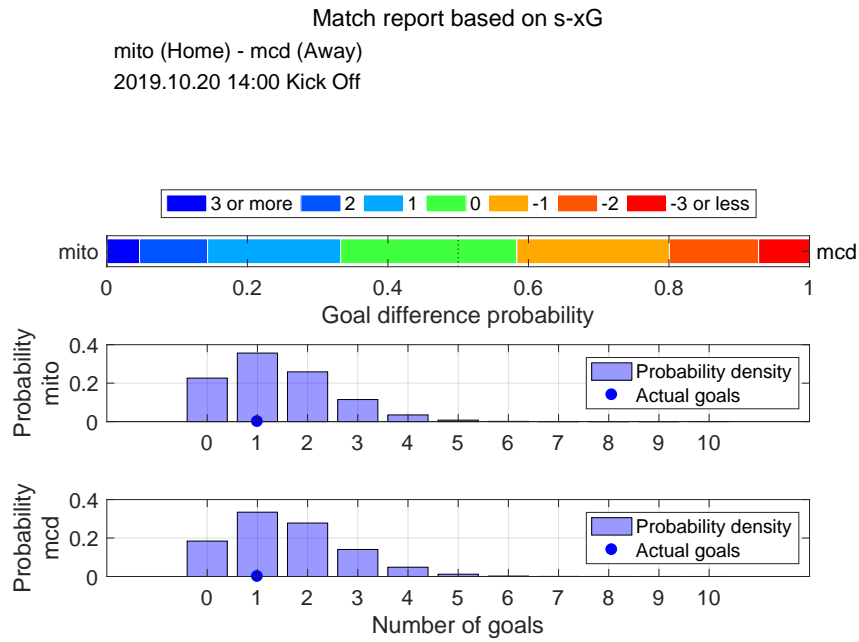 Match report based on s-xG
mito (Home) - mcd (Away)
2019.10.20 14:00 Kick Off
3 or more 2 1 0 -1 -2 -3 or less
mito mcd
0 0.2 0.4 0.6 0.8 1
Goal difference probability
Probability
mito
0.4
0.2
0
Probability density
Actual goals
0 1 2 3 4 5 6 7 8 9 10
Probability
mcd
0.4
0.2
0
Probability density
Actual goals
0 1 2 3 4 5 6 7 8 9 10
Number of goals